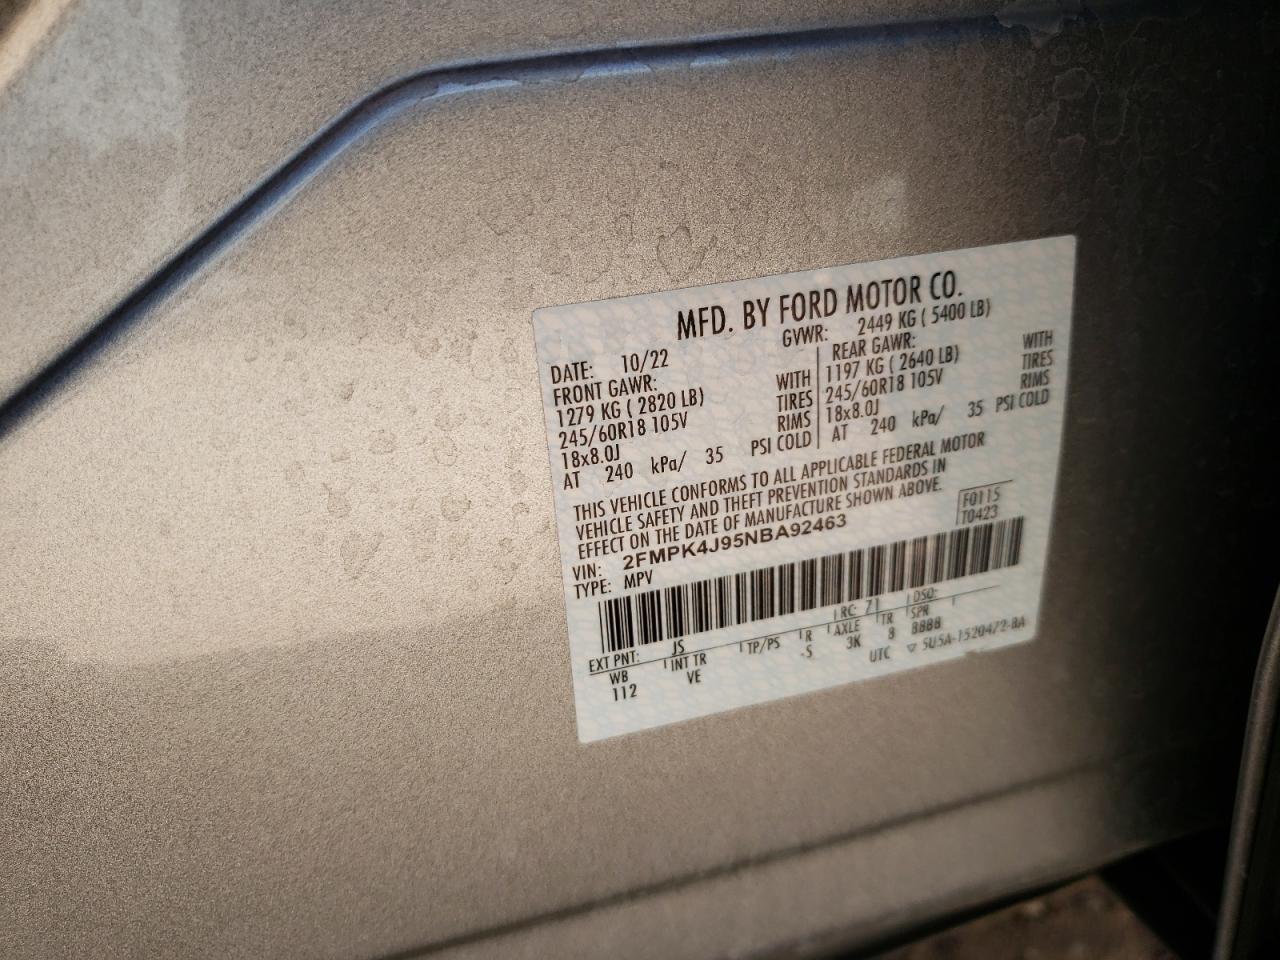 MFD. BY FORD MOTOR CO.
DATE: 10/22 GVWR: 2449 KG ( 5400 LB)
FRONT GAWR: REAR GAWR:
1279 KG ( 2820 LB) WITH 1197 KG ( 2640 LB) WITH
245/60R18 105V TIRES 245/60R18 105V TIRES
18x8.0J RIMS 18x8.0J RIMS
AT 240 kPa/ 35 PSI COLD AT 240 kPa/ 35 PSI COLD
THIS VEHICLE CONFORMS TO ALL APPLICABLE FEDERAL MOTOR
VEHICLE SAFETY AND THEFT PREVENTION STANDARDS IN
EFFECT ON THE DATE OF MANUFACTURE SHOWN ABOVE.
F0115
VIN: 2FMPK4J95NBA92463 T0423
TYPE: MPV
EXT PNT: JS RC: 71 DSO:
WB INT TR TP/PS R AXLE TR SPR
112 VE -S 3K 8 8888
UTC ▽ 5U5A-1520472-BA